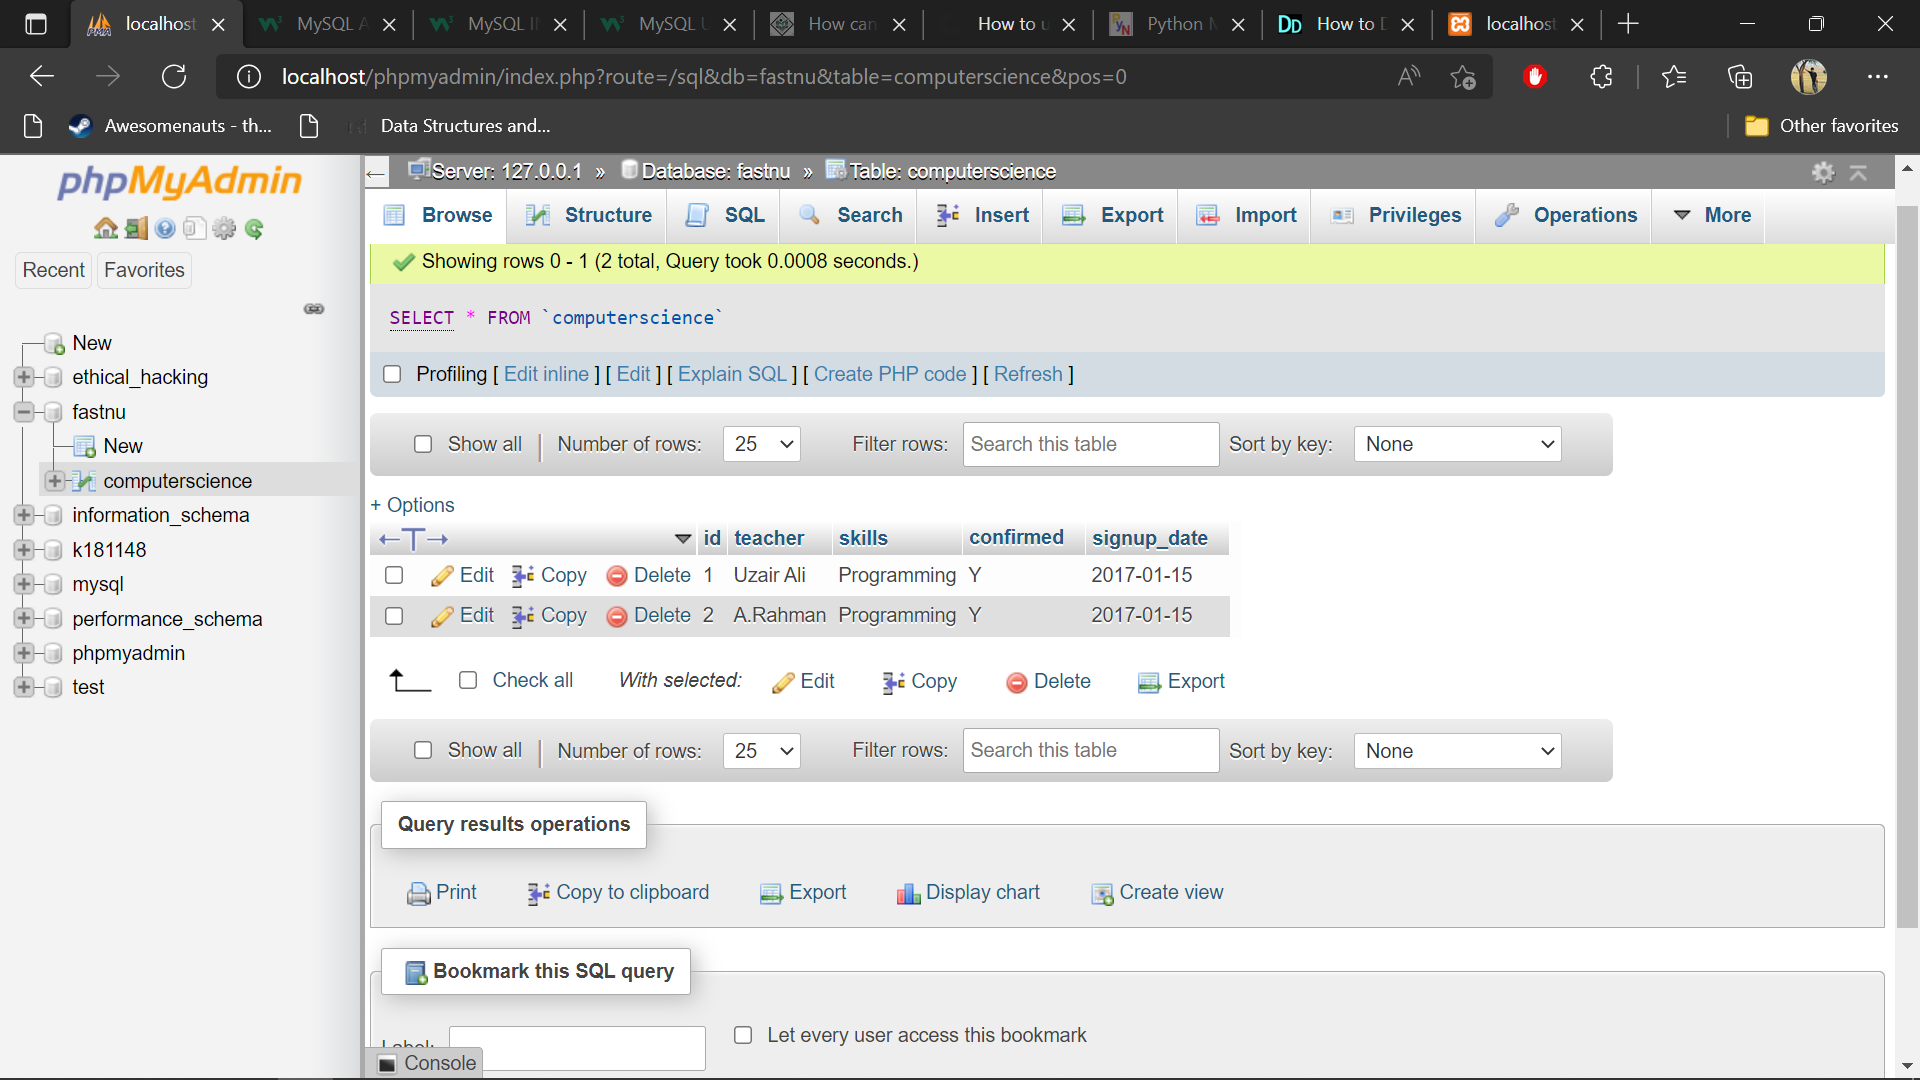 localhost
MySQL A
MySQL IN
MySQL U
How can
How to u
Python M
DD How to D
localhost
localhost/phpmyadmin/index.php?route=/sql&db=fastnu&table=computerscience&pos=0
Awesomenauts - th...
Data Structures and...
Other favorites
phpMyAdmin
Recent
Favorites
New
ethical_hacking
fastnu
New
computerscience
information_schema
k181148
mysql
performance_schema
phpmyadmin
test
Server: 127.0.0.1 » Database: fastnu » Table: computerscience
Browse Structure SQL Search Insert Export Import Privileges Operations More
Showing rows 0 - 1 (2 total, Query took 0.0008 seconds.)
SELECT * FROM `computerscience`
Profiling [ Edit inline ] [ Edit ] [ Explain SQL ] [ Create PHP code ] [ Refresh ]
Show all | Number of rows: 25 Filter rows: Search this table Sort by key: None
+ Options
←T→ id teacher skills confirmed signup_date
Edit Copy Delete 1 Uzair Ali Programming Y 2017-01-15
Edit Copy Delete 2 A.Rahman Programming Y 2017-01-15
Check all With selected: Edit Copy Delete Export
Show all | Number of rows: 25 Filter rows: Search this table Sort by key: None
Query results operations
Print Copy to clipboard Export Display chart Create view
Bookmark this SQL query
Label: Let every user access this bookmark
Console